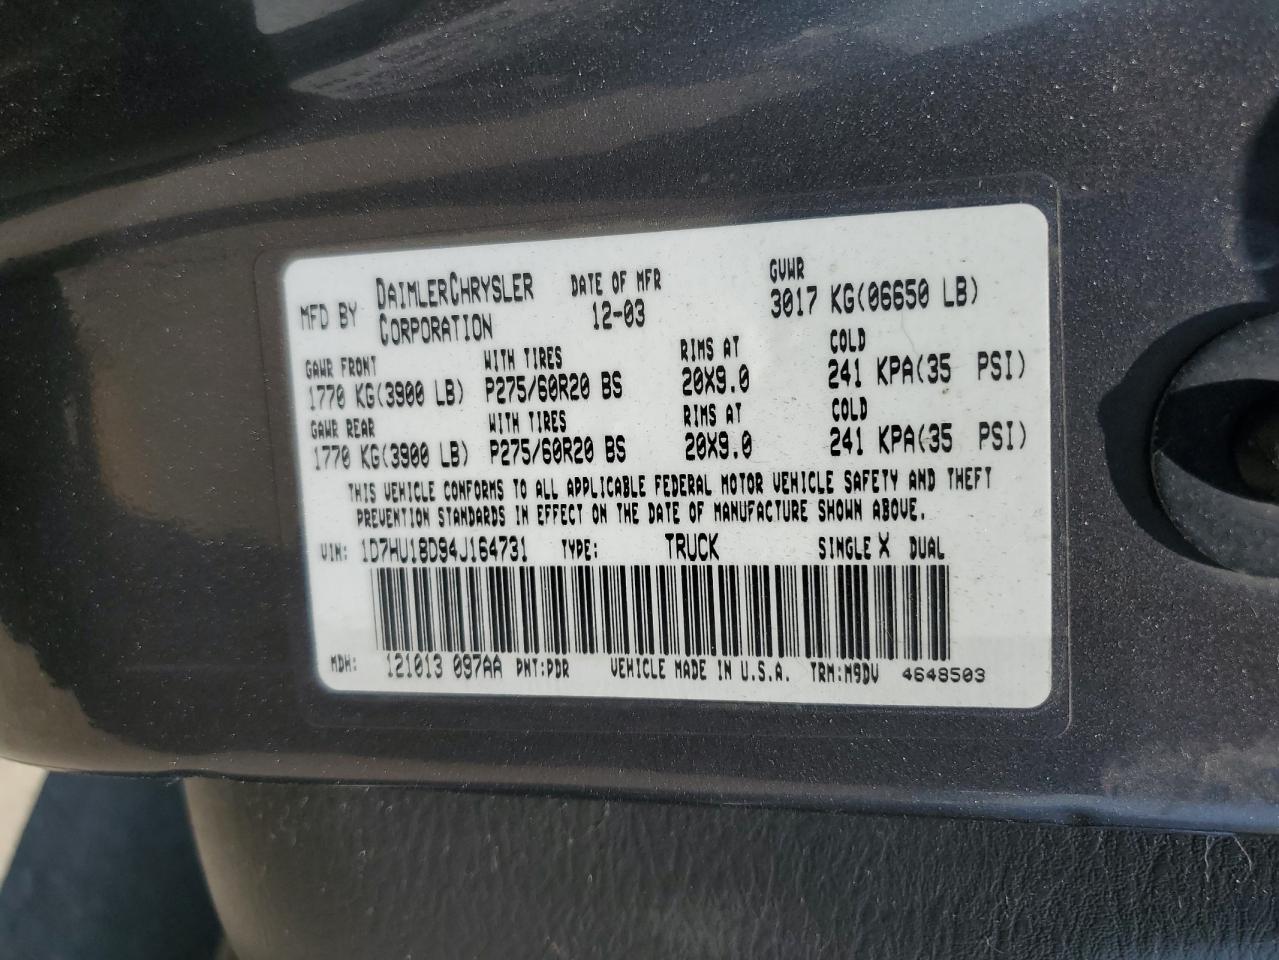 MFD BY DAIMLERCHRYSLER CORPORATION DATE OF MFR 12-03 GVWR 3017 KG(06650 LB)
GAWR FRONT WITH TIRES RIMS AT COLD
1770 KG(3900 LB) P275/60R20 BS 20X9.0 241 KPA(35 PSI)
GAWR REAR WITH TIRES RIMS AT COLD
1770 KG(3900 LB) P275/60R20 BS 20X9.0 241 KPA(35 PSI)
THIS VEHICLE CONFORMS TO ALL APPLICABLE FEDERAL MOTOR VEHICLE SAFETY AND THEFT
PREVENTION STANDARDS IN EFFECT ON THE DATE OF MANUFACTURE SHOWN ABOVE.
VIN: 1D7HU18D94J164731 TYPE: TRUCK SINGLE X DUAL
MDH: 121013 097AA PNT:PDR VEHICLE MADE IN U.S.A. TRM:M9DV 4648503